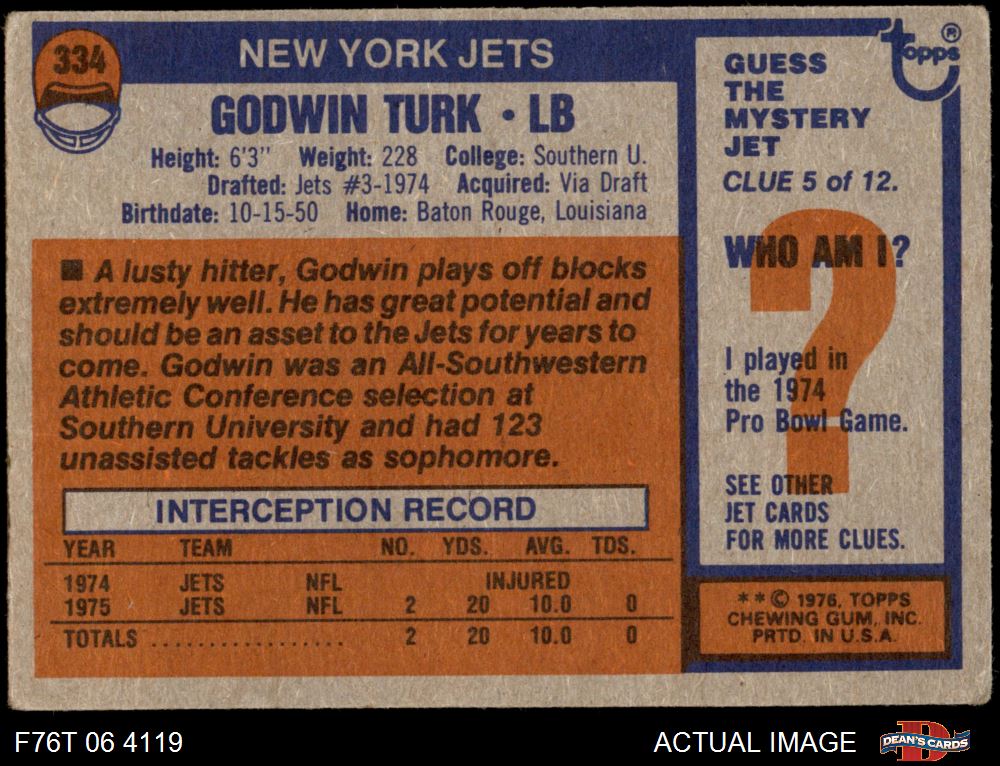 334
NEW YORK JETS
GODWIN TURK • LB
Height: 6'3" Weight: 228 College: Southern U.
Drafted: Jets #3-1974 Acquired: Via Draft
Birthdate: 10-15-50 Home: Baton Rouge, Louisiana
■ A lusty hitter, Godwin plays off blocks
extremely well. He has great potential and
should be an asset to the Jets for years to
come. Godwin was an All-Southwestern
Athletic Conference selection at
Southern University and had 123
unassisted tackles as sophomore.
INTERCEPTION RECORD
YEAR TEAM NO. YDS. AVG. TDS.
1974 JETS NFL INJURED
1975 JETS NFL 2 20 10.0 0
TOTALS .................. 2 20 10.0 0
topps®
GUESS
THE
MYSTERY
JET
CLUE 5 of 12.
WHO AM I?
?
I played in
the 1974
Pro Bowl Game.
SEE OTHER
JET CARDS
FOR MORE CLUES.
**© 1976, TOPPS
CHEWING GUM, INC.
PRTD. IN U.S.A.
F76T 06 4119
ACTUAL IMAGE
D
DEAN'S CARDS